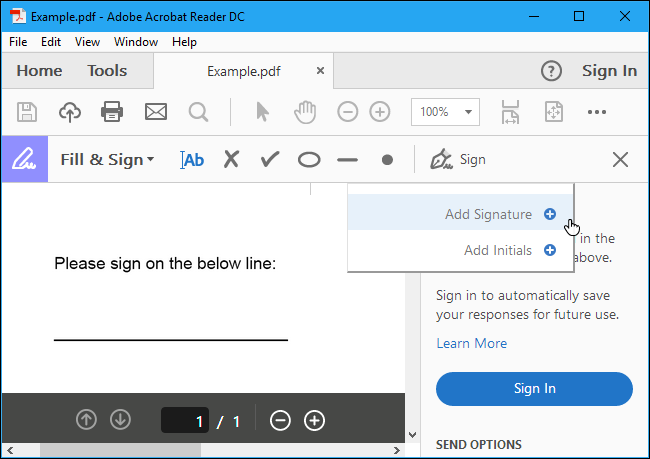 Example.pdf - Adobe Acrobat Reader DC
File Edit View Window Help
Home Tools Example.pdf × ? Sign In
100%
Fill & Sign Ab Sign
Add Signature
Add Initials
in the
above.
Please sign on the below line:
Sign in to automatically save
your responses for future use.
Learn More
Sign In
1 / 1
SEND OPTIONS